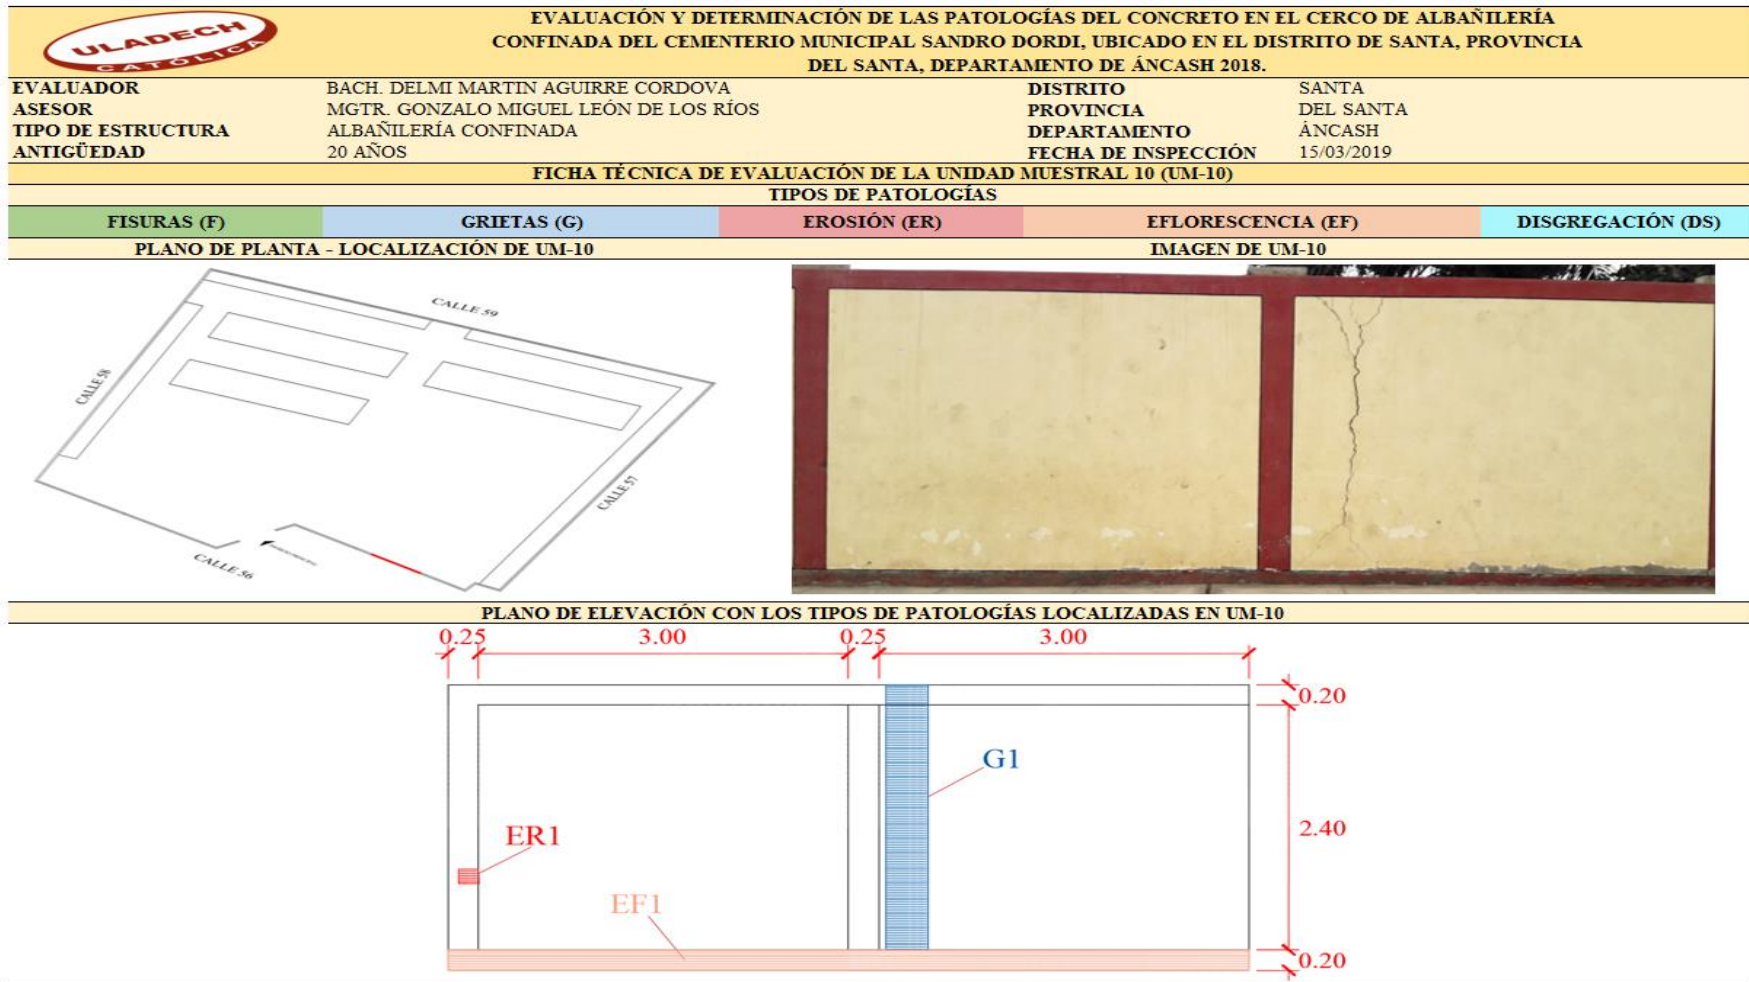 ULADECH
CATÓLICA
EVALUACIÓN Y DETERMINACIÓN DE LAS PATOLOGÍAS DEL CONCRETO EN EL CERCO DE ALBAÑILERÍA
CONFINADA DEL CEMENTERIO MUNICIPAL SANDRO DORDI, UBICADO EN EL DISTRITO DE SANTA, PROVINCIA
DEL SANTA, DEPARTAMENTO DE ÁNCASH 2018.
EVALUADOR BACH. DELMI MARTIN AGUIRRE CORDOVA DISTRITO SANTA
ASESOR MGTR. GONZALO MIGUEL LEÓN DE LOS RÍOS PROVINCIA DEL SANTA
TIPO DE ESTRUCTURA ALBAÑILERÍA CONFINADA DEPARTAMENTO ÁNCASH
ANTIGÜEDAD 20 AÑOS FECHA DE INSPECCIÓN 15/03/2019
FICHA TÉCNICA DE EVALUACIÓN DE LA UNIDAD MUESTRAL 10 (UM-10)
TIPOS DE PATOLOGÍAS
FISURAS (F) GRIETAS (G) EROSIÓN (ER) EFLORESCENCIA (EF) DISGREGACIÓN (DS)
PLANO DE PLANTA - LOCALIZACIÓN DE UM-10 IMAGEN DE UM-10
CALLE 59
CALLE 58
CALLE 57
CALLE 56
PLANO DE ELEVACIÓN CON LOS TIPOS DE PATOLOGÍAS LOCALIZADAS EN UM-10
0.25 3.00 0.25 3.00
0.20
G1
2.40
ER1
EF1
0.20